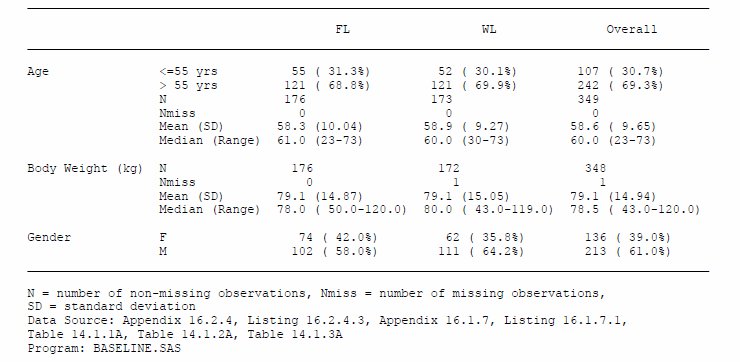 FL WL Overall
Age <=55 yrs 55 ( 31.3%) 52 ( 30.1%) 107 ( 30.7%)
> 55 yrs 121 ( 68.8%) 121 ( 69.9%) 242 ( 69.3%)
N 176 173 349
Nmiss 0 0 0
Mean (SD) 58.3 (10.04) 58.9 ( 9.27) 58.6 ( 9.65)
Median (Range) 61.0 (23-73) 60.0 (30-73) 60.0 (23-73)
Body Weight (kg) N 176 172 348
Nmiss 0 1 1
Mean (SD) 79.1 (14.87) 79.1 (15.05) 79.1 (14.94)
Median (Range) 78.0 ( 50.0-120.0) 80.0 ( 43.0-119.0) 78.5 ( 43.0-120.0)
Gender F 74 ( 42.0%) 62 ( 35.8%) 136 ( 39.0%)
M 102 ( 58.0%) 111 ( 64.2%) 213 ( 61.0%)
N = number of non-missing observations, Nmiss = number of missing observations,
SD = standard deviation
Data Source: Appendix 16.2.4, Listing 16.2.4.3, Appendix 16.1.7, Listing 16.1.7.1,
Table 14.1.1A, Table 14.1.2A, Table 14.1.3A
Program: BASELINE.SAS